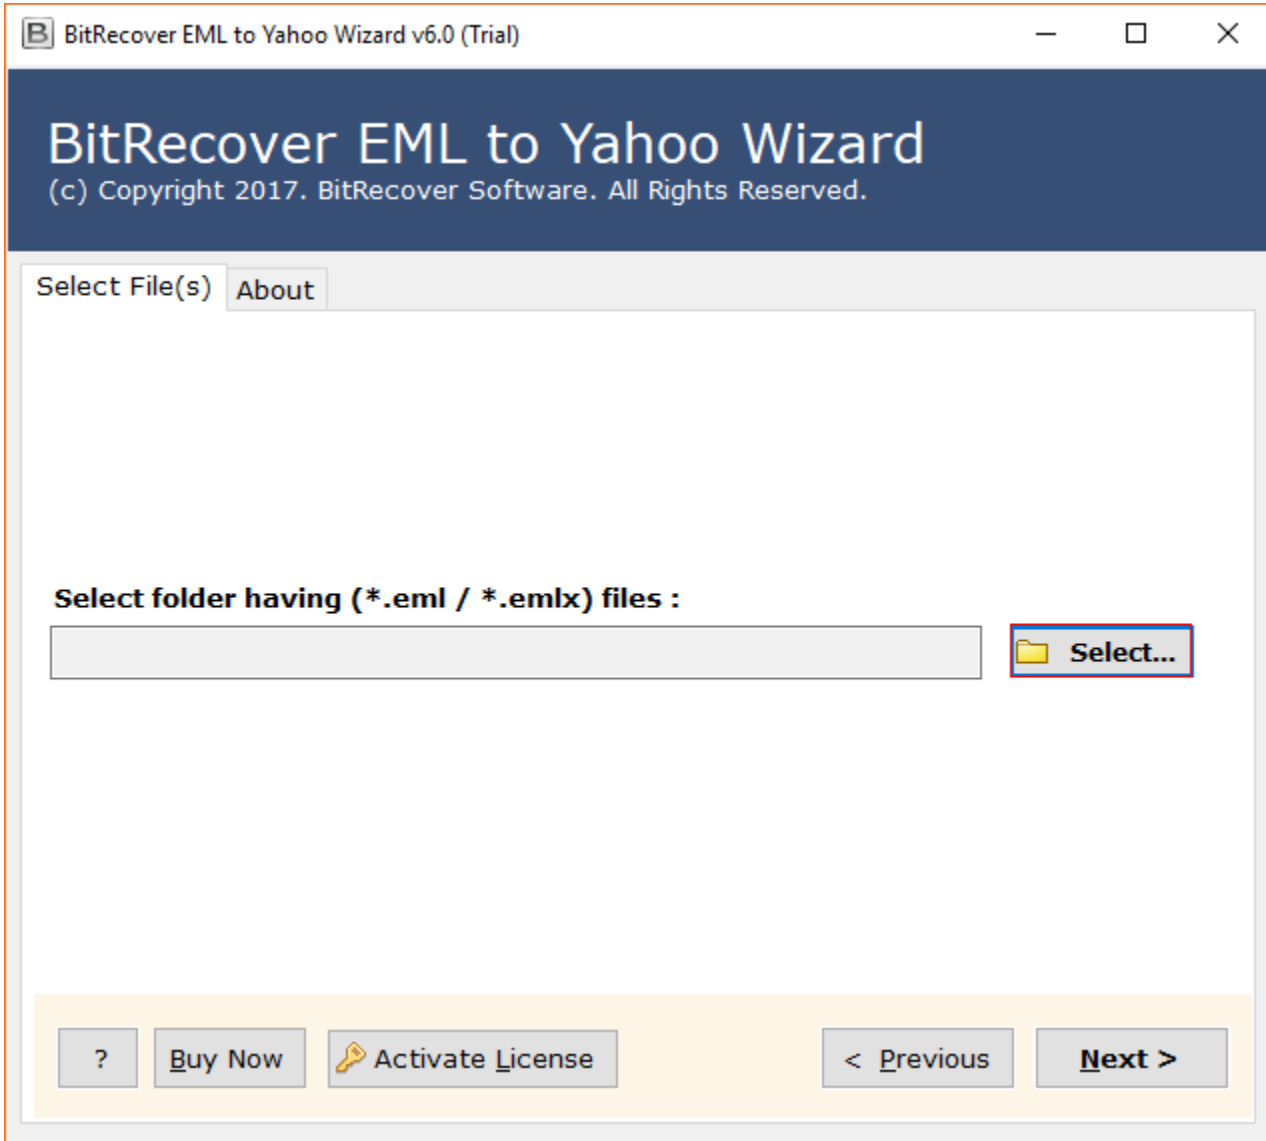 BitRecover EML to Yahoo Wizard v6.0 (Trial)
BitRecover EML to Yahoo Wizard
(c) Copyright 2017. BitRecover Software. All Rights Reserved.
Select File(s) About
Select folder having (*.eml / *.emlx) files :
Select...
? Buy Now Activate License < Previous Next >